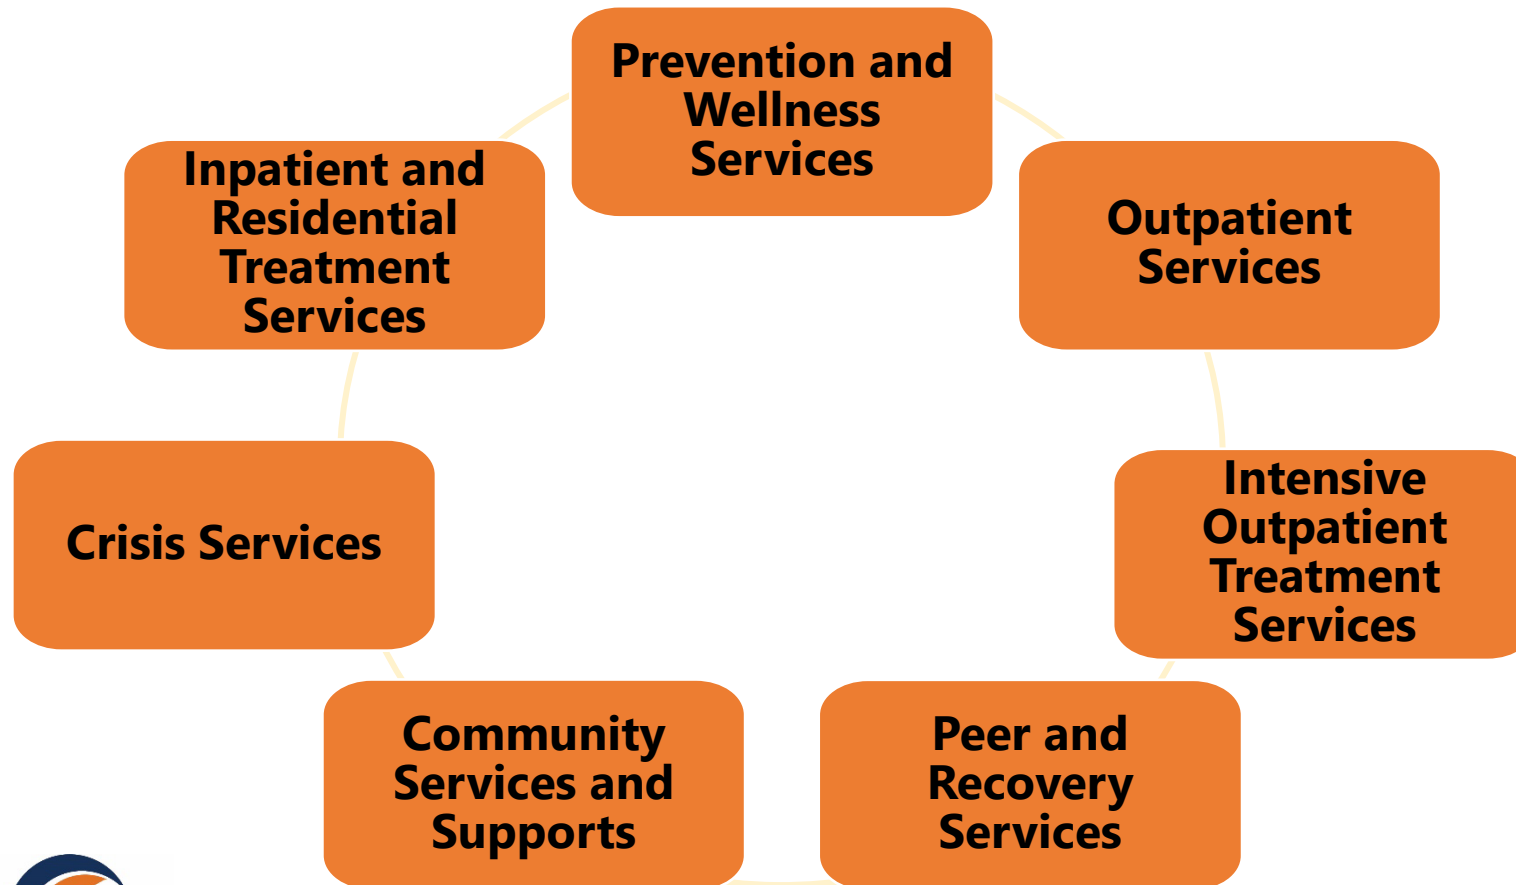 Prevention and
Wellness
Services
Outpatient
Services
Intensive
Outpatient
Treatment
Services
Peer and
Recovery
Services
Community
Services and
Supports
Crisis Services
Inpatient and
Residential
Treatment
Services